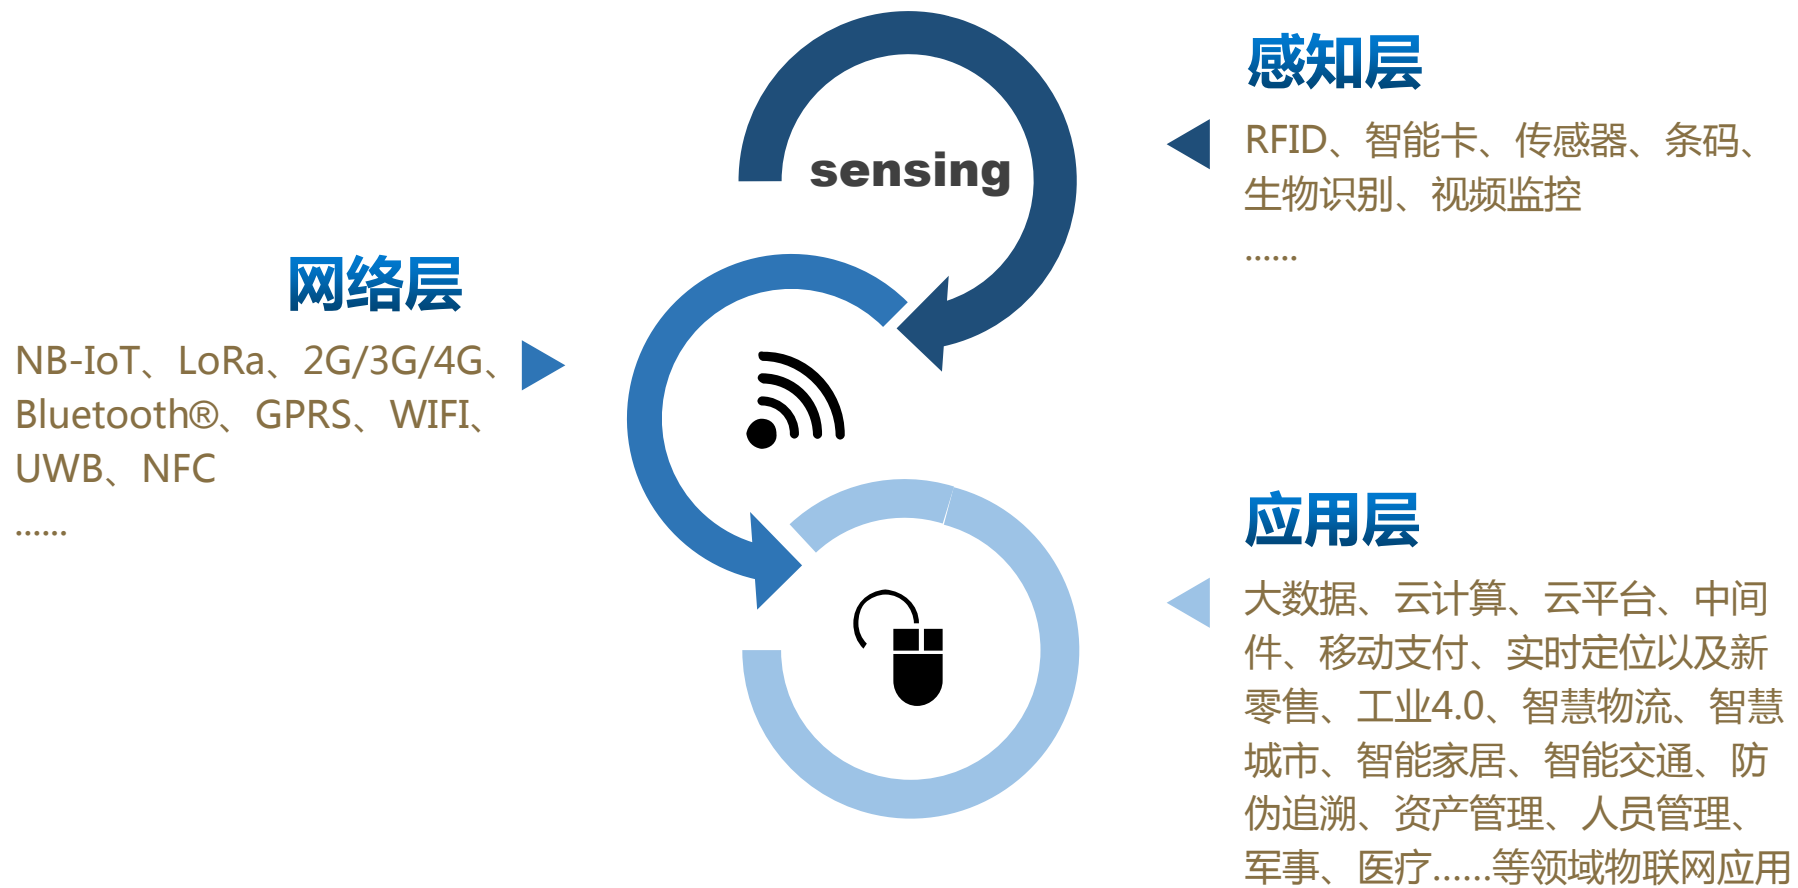 感知层
RFID、智能卡、传感器、条码、
生物识别、视频监控
......
sensing
网络层
NB-IoT、LoRa、2G/3G/4G、
Bluetooth®、GPRS、WIFI、
UWB、NFC
......
应用层
大数据、云计算、云平台、中间
件、移动支付、实时定位以及新
零售、工业4.0、智慧物流、智慧
城市、智能家居、智能交通、防
伪追溯、资产管理、人员管理、
军事、医疗......等领域物联网应用